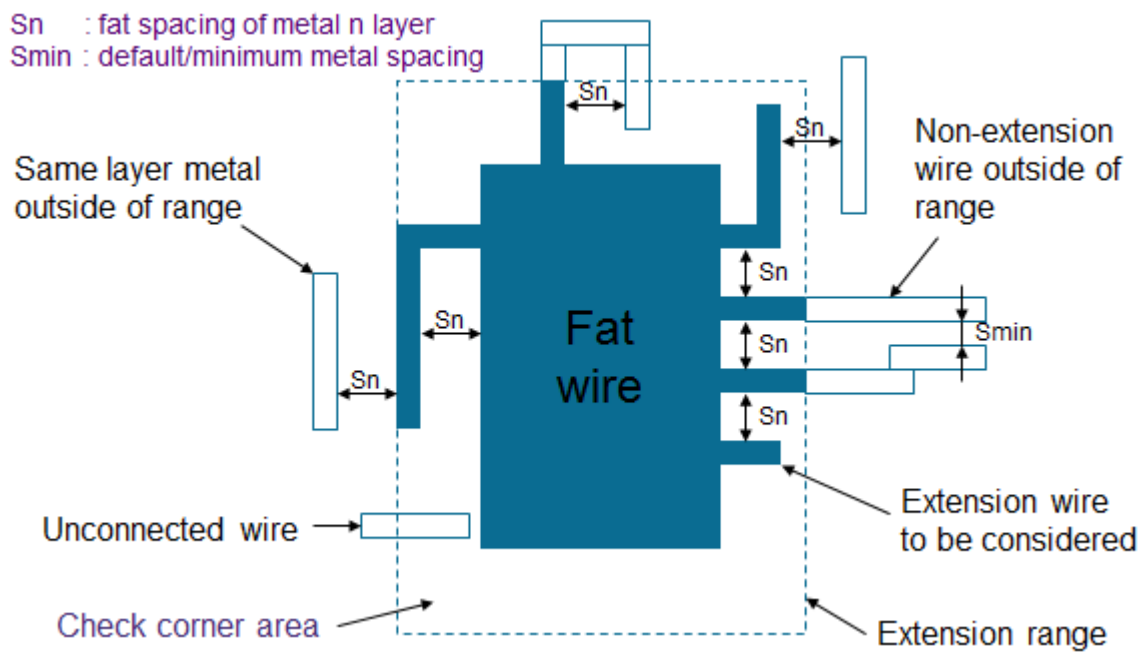 Sn : fat spacing of metal n layer
Smin : default/minimum metal spacing
Sn
Sn
Non-extension
wire outside of
range
Same layer metal
outside of range
Sn
Sn
Fat
wire
Sn
Smin
Sn
Sn
Extension wire
to be considered
Unconnected wire
Check corner area
Extension range